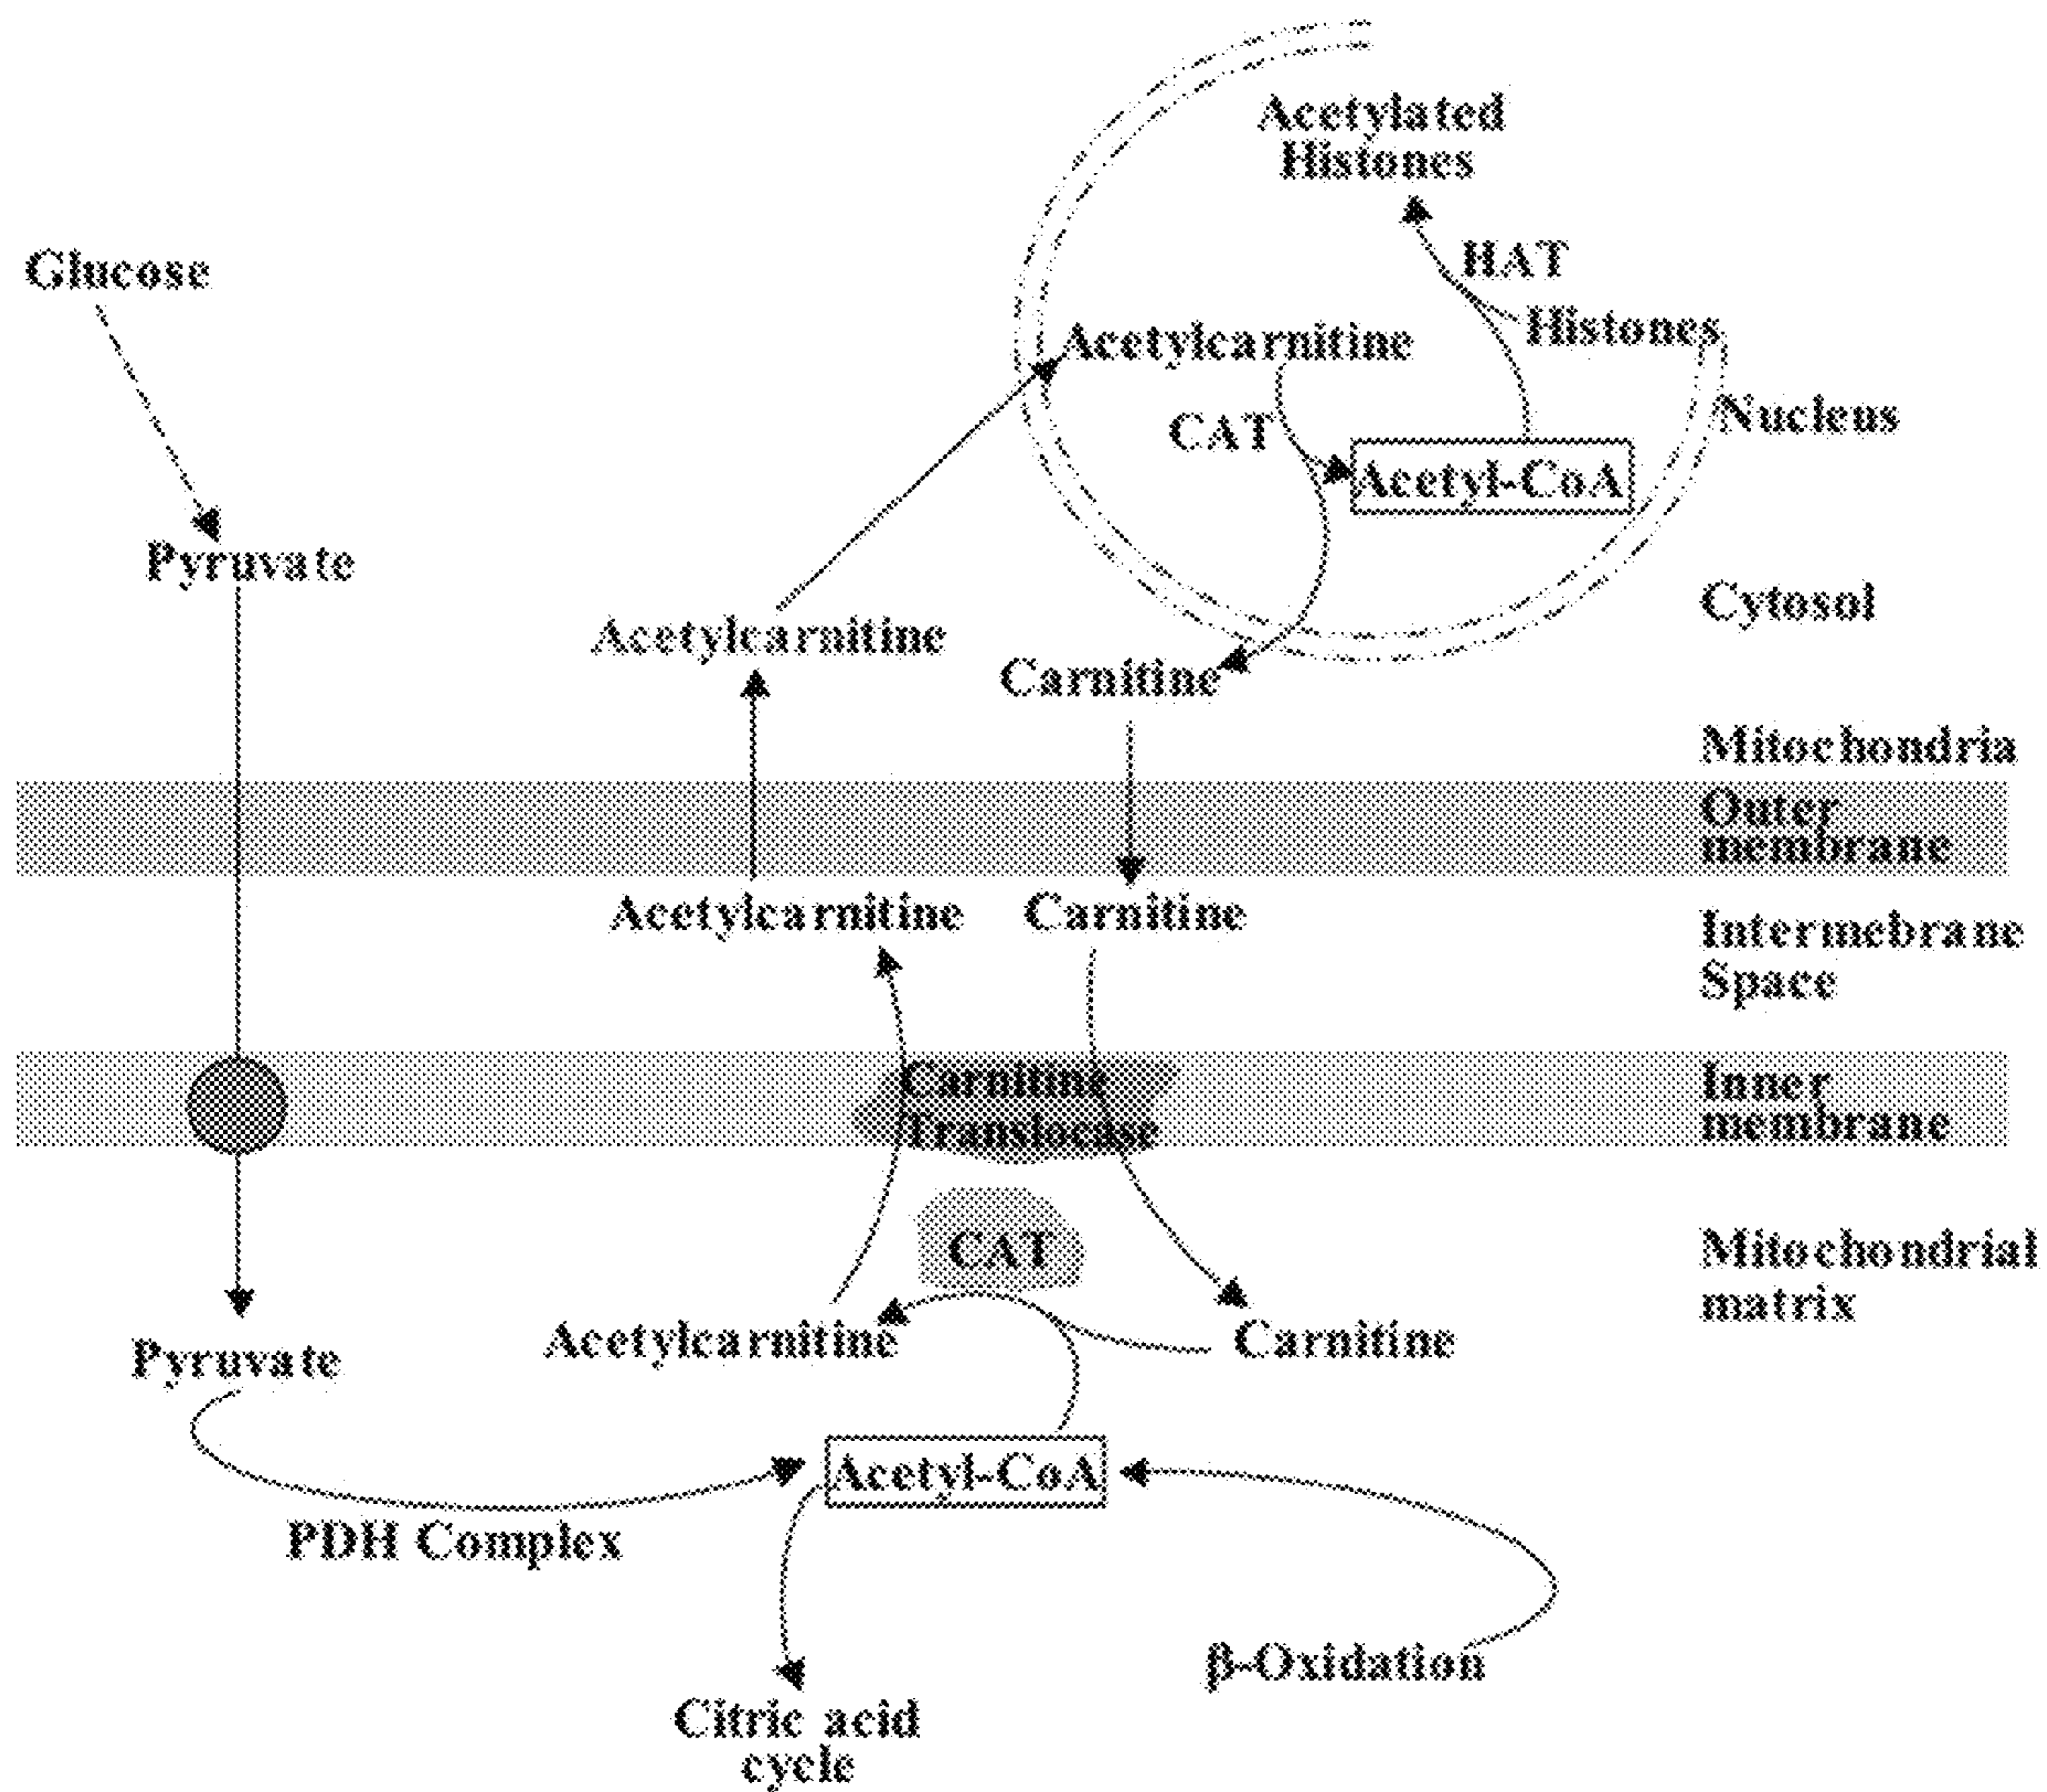 Acetylated
Histones
HAT
Glucose
Histones
Acetylcarnitine
Nucleus
CAT
Acetyl-CoA
Pyruvate
Cytosol
Acetylcarnitine
Carnitine
Mitochondria
Outer
membrane
Acetylcarnitine
Carnitine
Intermebrane
Space
Carnitine
Translocase
Inner
membrane
CAT
Mitochondrial
matrix
Pyruvate
Acetylcarnitine
Carnitine
Acetyl-CoA
PDH Complex
β-Oxidation
Citric acid
cycle